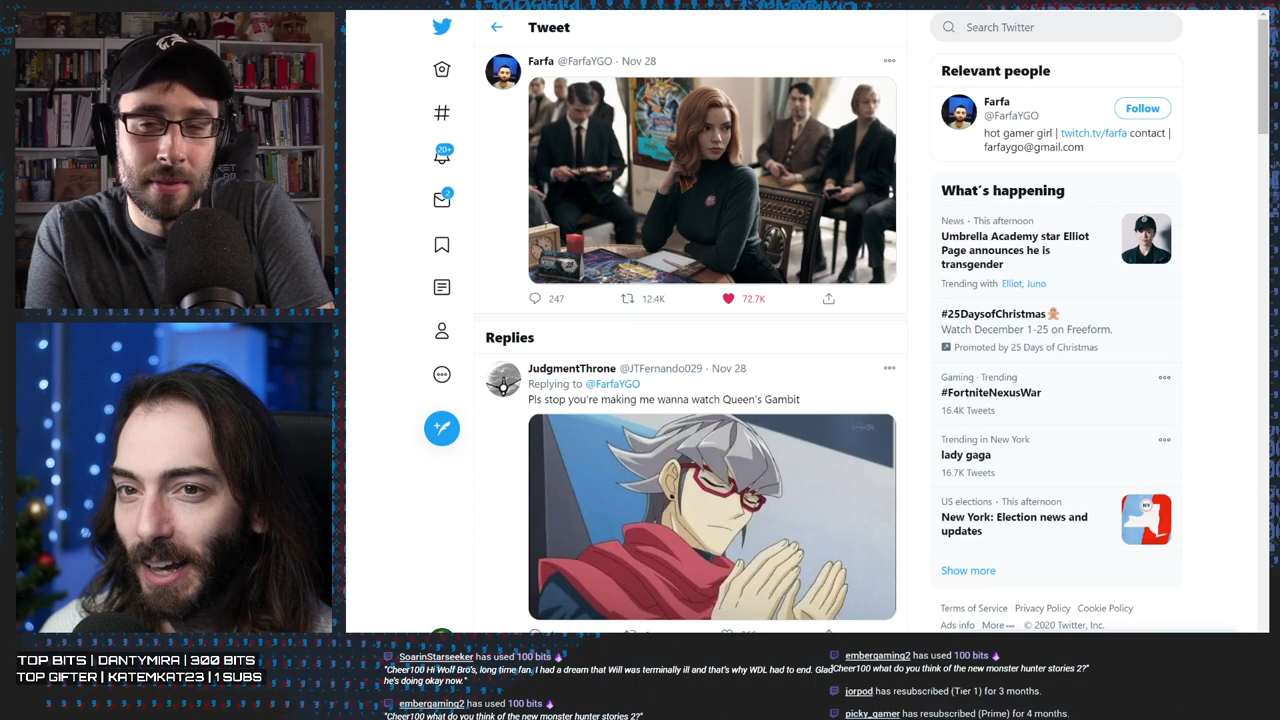 Tweet
Farfa @FarfaYGO · Nov 28
247
12.4K
72.7K
Replies
JudgmentThrone @JTFernando029 · Nov 28
Replying to @FarfaYGO
Pls stop you're making me wanna watch Queen's Gambit
20+
2
Search Twitter
Relevant people
Farfa
@FarfaYGO
Follow
hot gamer girl | twitch.tv/farfa contact |
farfaygo@gmail.com
What's happening
News · This afternoon
Umbrella Academy star Elliot
Page announces he is
transgender
Trending with Elliot, Juno
#25DaysofChristmas
Watch December 1-25 on Freeform.
Promoted by 25 Days of Christmas
Gaming · Trending
#FortniteNexusWar
16.4K Tweets
Trending in New York
lady gaga
16.7K Tweets
US elections · This afternoon
New York: Election news and
updates
Show more
Terms of Service Privacy Policy Cookie Policy
Ads info More © 2020 Twitter, Inc.
TOP BITS | DANTYMIRA | 300 BITS
TOP GIFTER | KATEMKAT23 | 1 SUBS
SoarinStarseeker has used 100 bits
"Cheer100 Hi Wolf Bro's, long time fan. I had a dream that Will was terminally ill and that's why WDL had to end. Glad
he's doing okay now."
embergaming2 has used 100 bits
"Cheer100 what do you think of the new monster hunter stories 2?"
embergaming2 has used 100 bits
"Cheer100 what do you think of the new monster hunter stories 2?"
jorpod has resubscribed (Tier 1) for 3 months.
picky_gamer has resubscribed (Prime) for 4 months.